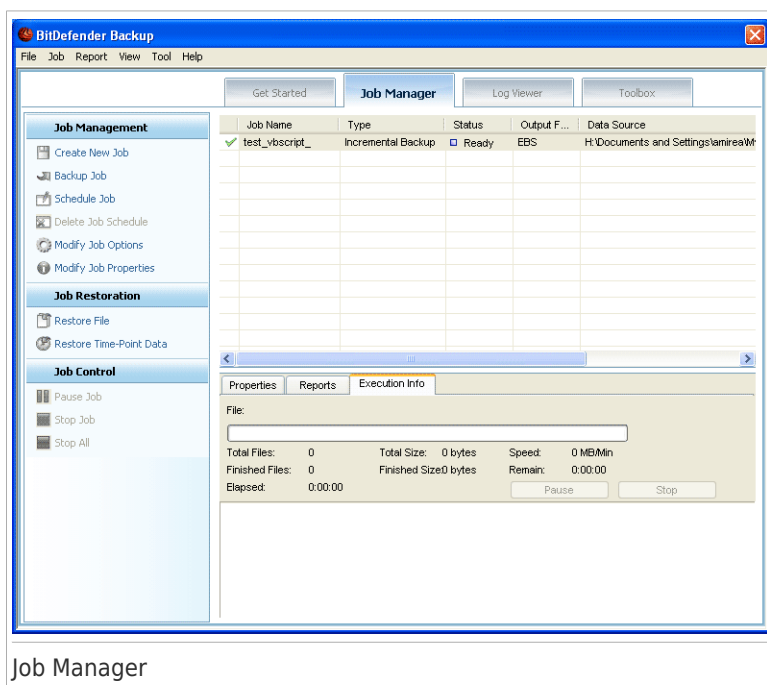 BitDefender Backup
File Job Report View Tool Help
Get Started Job Manager Log Viewer Toolbox
Job Management
Create New Job
Backup Job
Schedule Job
Delete Job Schedule
Modify Job Options
Modify Job Properties
Job Restoration
Restore File
Restore Time-Point Data
Job Control
Pause Job
Stop Job
Stop All
Job Name Type Status Output F... Data Source
test_vbscript_ Incremental Backup Ready EBS H:\Documents and Settings\amirea\M
Properties Reports Execution Info
File:
Total Files: 0 Total Size: 0 bytes Speed: 0 MB/Min
Finished Files: 0 Finished Size:0 bytes Remain: 0:00:00
Elapsed: 0:00:00 Pause Stop
Job Manager